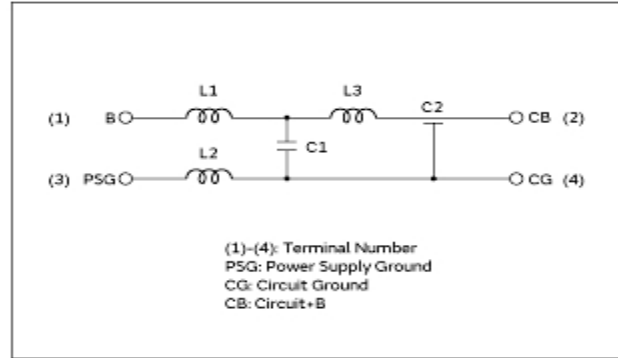 L1
L3
C2
(1) B
CB (2)
C1
L2
(3) PSG
CG (4)
(1)-(4): Terminal Number
PSG: Power Supply Ground
CG: Circuit Ground
CB: Circuit+B